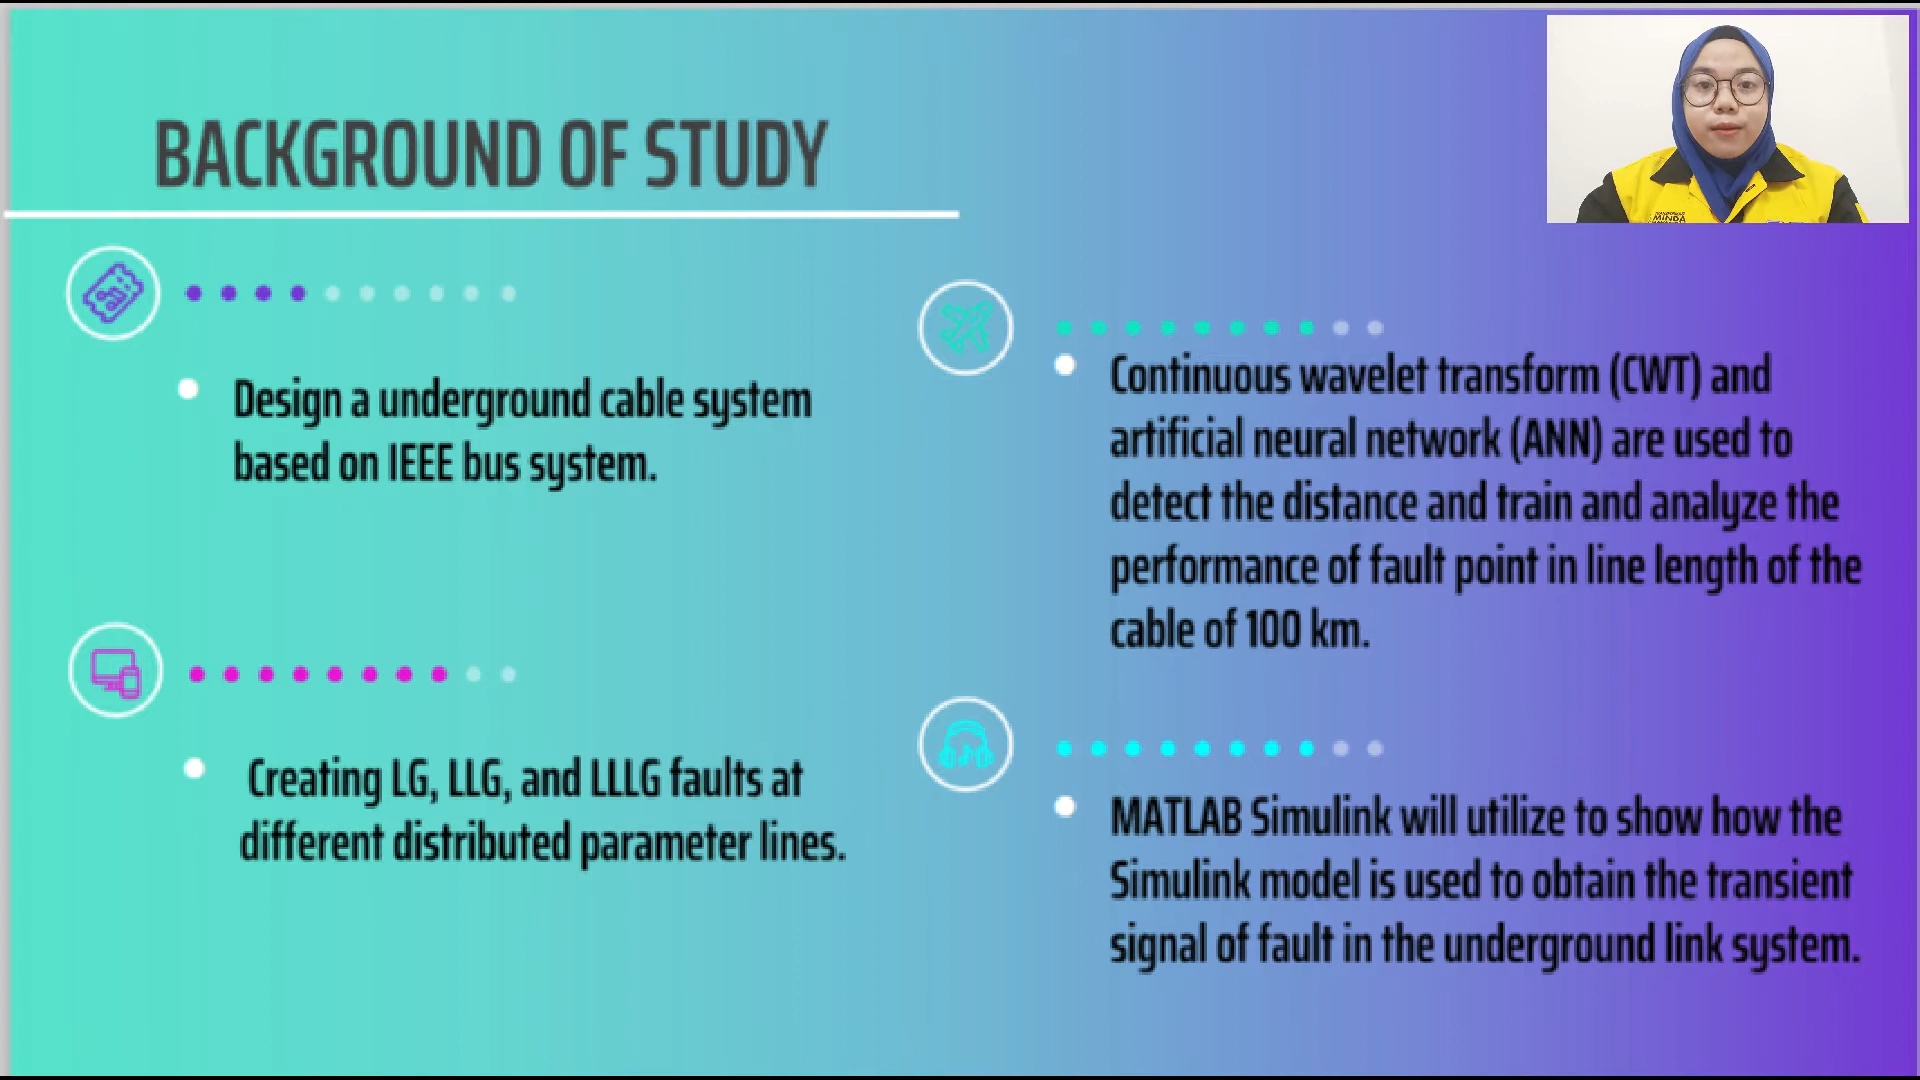 BACKGROUND OF STUDY
Design a underground cable system
based on IEEE bus system.
Creating LG, LLG, and LLLG faults at
different distributed parameter lines.
Continuous wavelet transform (CWT) and
artificial neural network (ANN) are used to
detect the distance and train and analyze the
performance of fault point in line length of the
cable of 100 km.
MATLAB Simulink will utilize to show how the
Simulink model is used to obtain the transient
signal of fault in the underground link system.
MINDA